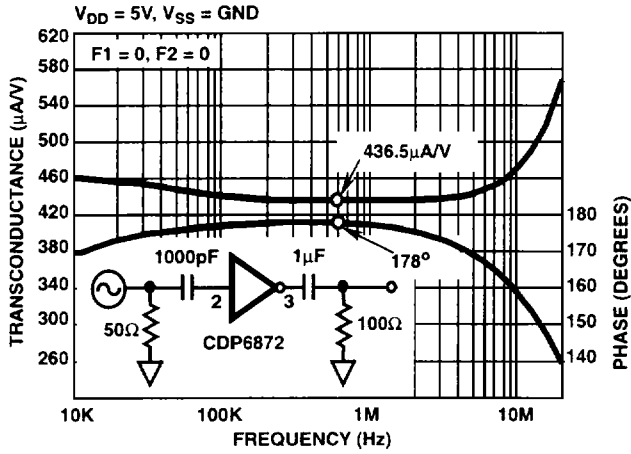 V_DD = 5V, V_SS = GND
620
F1 = 0, F2 = 0
580
500
436.5µA/V
460
420
180
380
178°
170
1000pF
1µF
340
160
2
3
50Ω
100Ω
300
150
CDP6872
260
140
10K
100K
1M
10M
FREQUENCY (Hz)
TRANSCONDUCTANCE (µA/V)
PHASE (DEGREES)
540